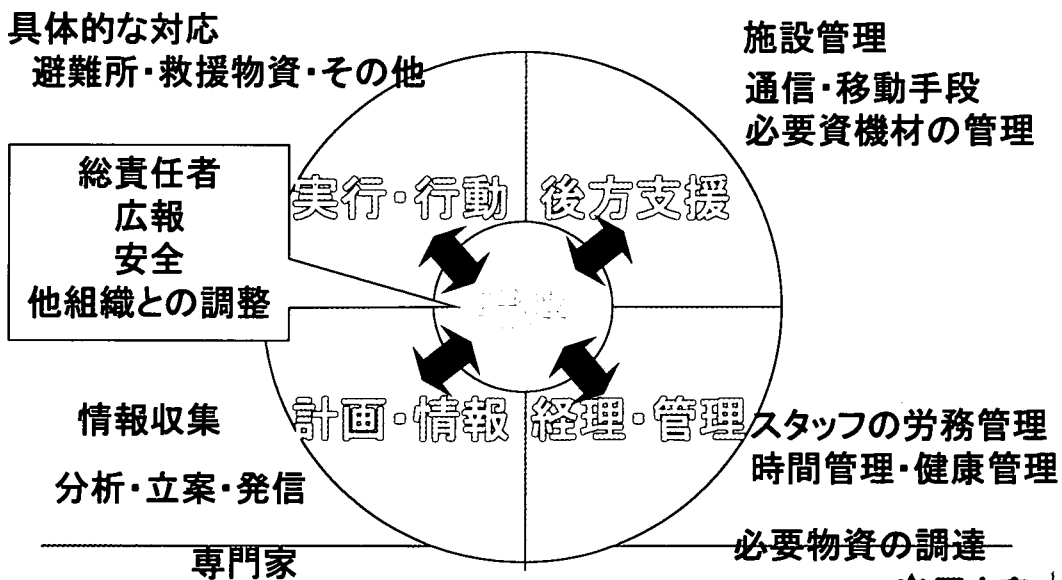 具体的な対応
避難所・救援物資・その他
施設管理
通信・移動手段
必要資機材の管理
総責任者
広報
安全
他組織との調整
実行・行動
後方支援
計画・情報
経理・管理
情報収集
分析・立案・発信
専門家
スタッフの労務管理
時間管理・健康管理
必要物資の調達